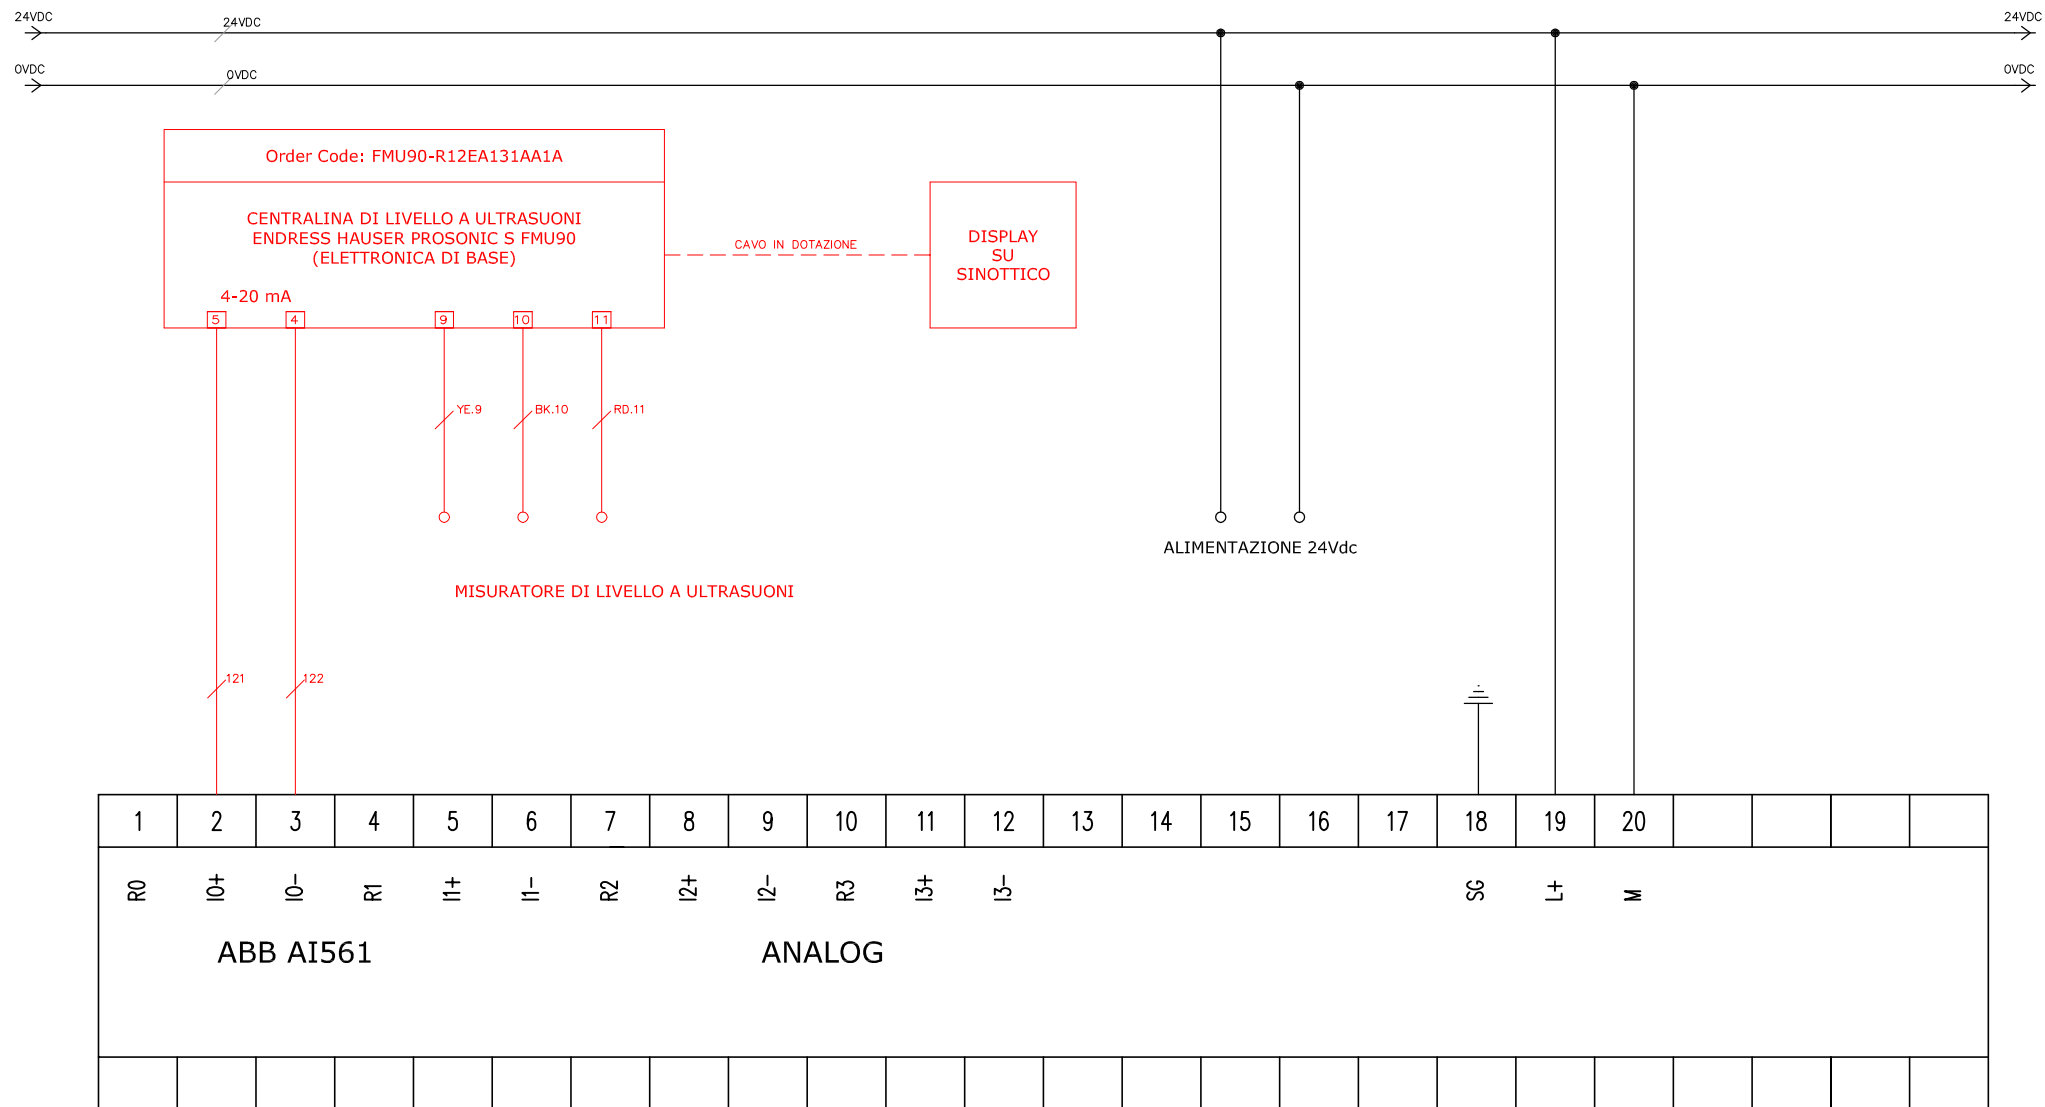 24VDC
24VDC
24VDC
0VDC
0VDC
0VDC
Order Code: FMU90-R12EA131AA1A
CENTRALINA DI LIVELLO A ULTRASUONI
ENDRESS HAUSER PROSONIC S FMU90
(ELETTRONICA DI BASE)
4-20 mA
5
4
9
10
11
CAVO IN DOTAZIONE
DISPLAY
SU
SINOTTICO
YE.9
BK.10
RD.11
ALIMENTAZIONE 24Vdc
MISURATORE DI LIVELLO A ULTRASUONI
121
122
1
2
3
4
5
6
7
8
9
10
11
12
13
14
15
16
17
18
19
20
R0
I0+
I0-
R1
I1+
I1-
R2
I2+
I2-
R3
I3+
I3-
SG
L+
M
ABB AI561
ANALOG